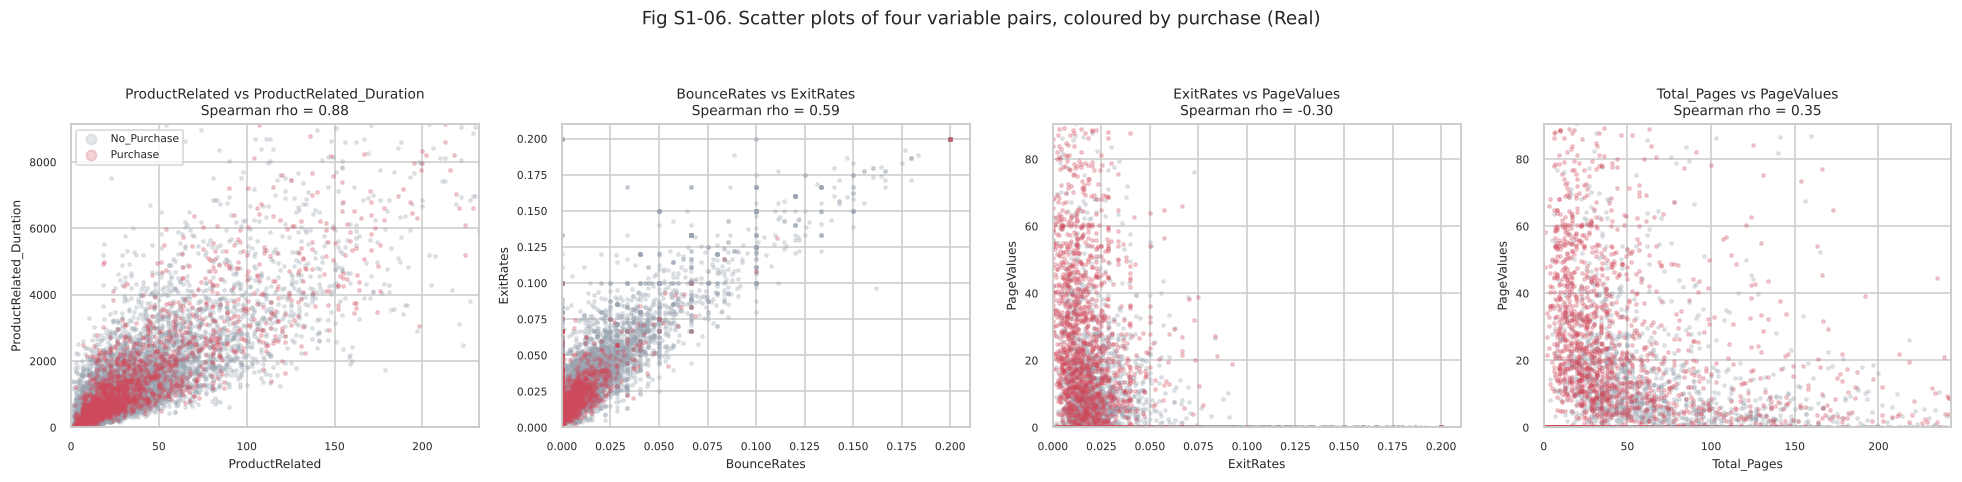 Fig S1-06. Scatter plots of four variable pairs, coloured by purchase (Real)
ProductRelated vs ProductRelated_Duration
Spearman rho = 0.88
No_Purchase
Purchase
ProductRelated_Duration
8000
6000
4000
2000
0
0 50 100 150 200
ProductRelated
BounceRates vs ExitRates
Spearman rho = 0.59
ExitRates
0.200
0.175
0.150
0.125
0.100
0.075
0.050
0.025
0.000
0.000 0.025 0.050 0.075 0.100 0.125 0.150 0.175 0.200
BounceRates
ExitRates vs PageValues
Spearman rho = -0.30
PageValues
80
60
40
20
0
0.000 0.025 0.050 0.075 0.100 0.125 0.150 0.175 0.200
ExitRates
Total_Pages vs PageValues
Spearman rho = 0.35
PageValues
80
60
40
20
0
0 50 100 150 200
Total_Pages